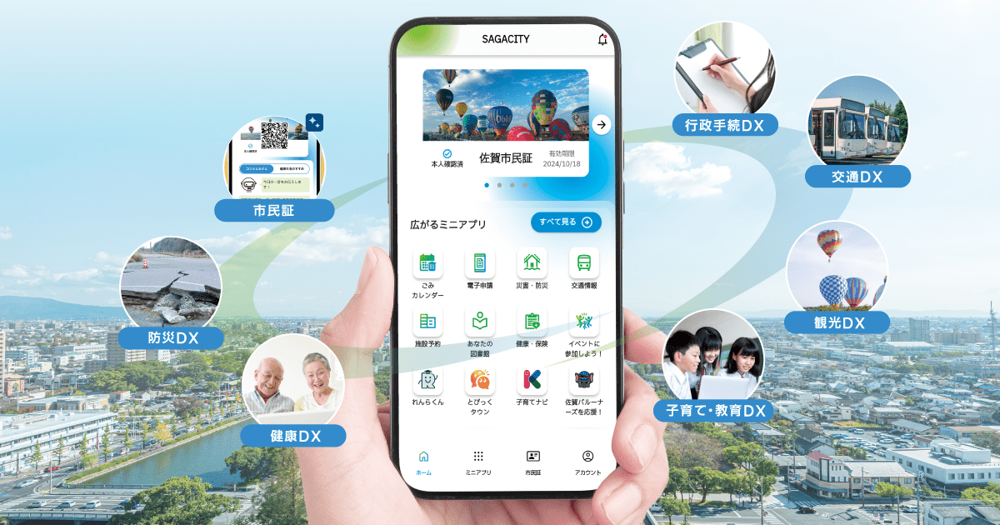 SAGACITY
本人確認済
佐賀市民証
有効期限
2024/10/18
広がるミニアプリ
すべて見る
ごみ
カレンダー
電子申請
災害・防災
交通情報
施設予約
あなたの
図書館
健康・保険
イベントに
参加しよう!
れんらくん
とぴっく
タウン
子育てナビ
佐賀バルーナ
ーズを応援!
ホーム
ミニアプリ
市民証
アカウント
本人確認済
市民証
防災DX
健康DX
行政手続DX
交通DX
観光DX
子育て・教育DX